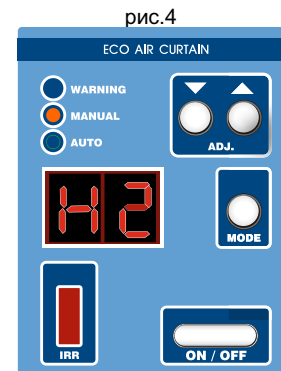 рис.4
ECO AIR CURTAIN
WARNING
MANUAL
AUTO
ADJ.
H2
MODE
IRR
ON / OFF